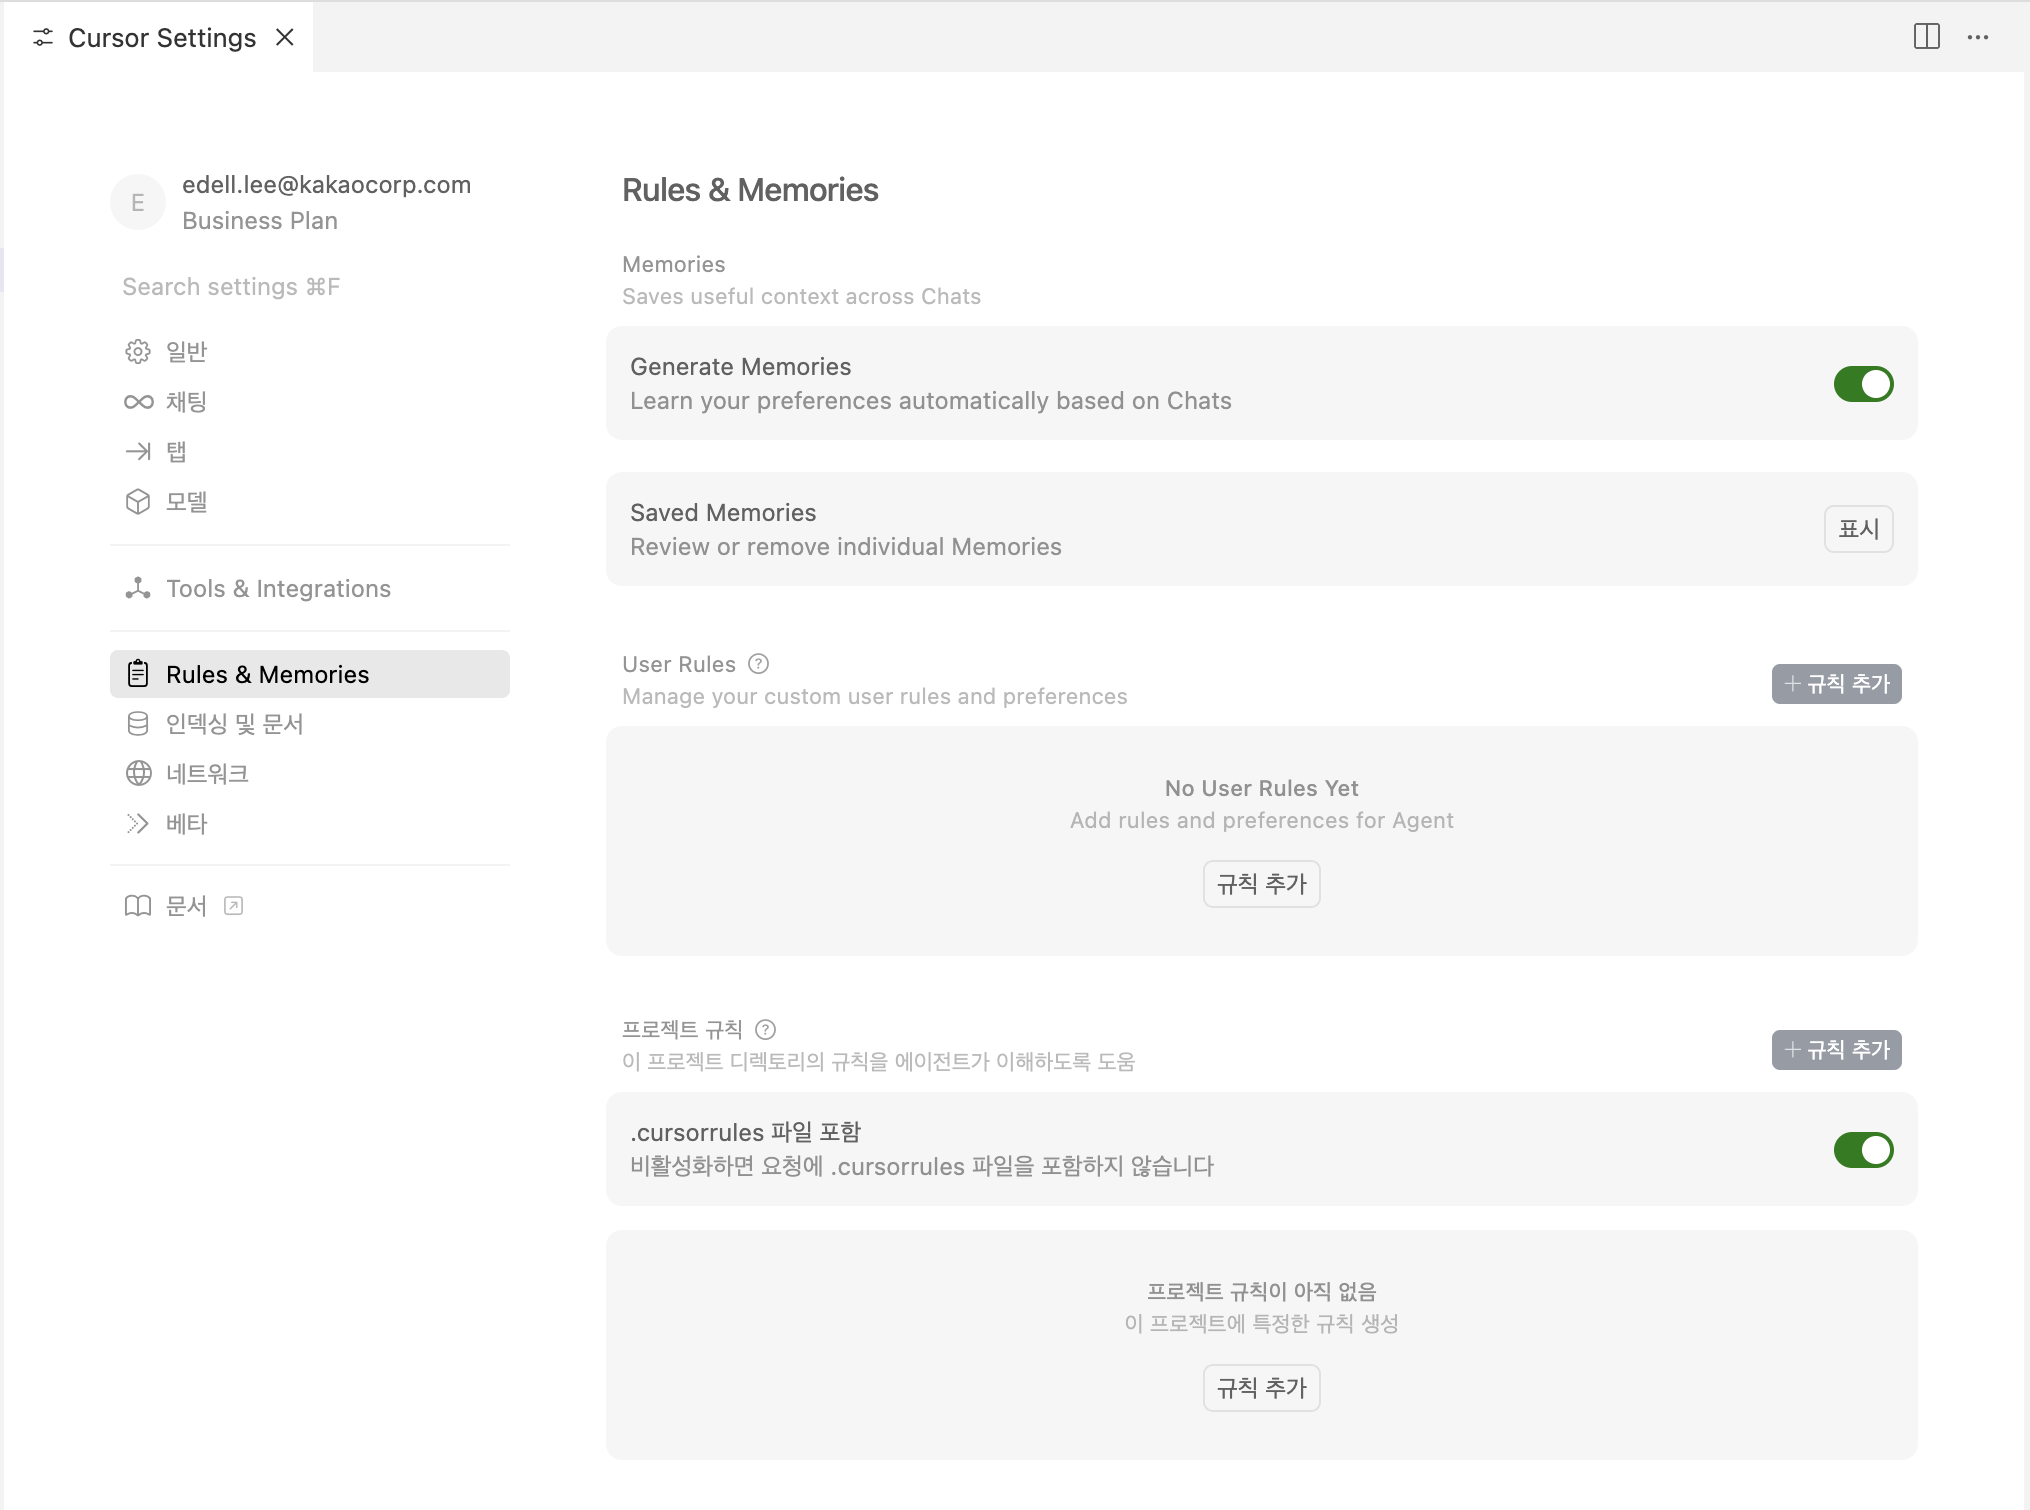 Cursor Settings
E
edell.lee@kakaocorp.com
Business Plan
Search settings ⌘F
일반
채팅
탭
모델
Tools & Integrations
Rules & Memories
인덱싱 및 문서
네트워크
베타
문서
Rules & Memories
Memories
Saves useful context across Chats
Generate Memories
Learn your preferences automatically based on Chats
Saved Memories
Review or remove individual Memories
표시
User Rules ?
Manage your custom user rules and preferences
+ 규칙 추가
No User Rules Yet
Add rules and preferences for Agent
규칙 추가
프로젝트 규칙 ?
이 프로젝트 디렉토리의 규칙을 에이전트가 이해하도록 도움
+ 규칙 추가
.cursorrules 파일 포함
비활성화하면 요청에 .cursorrules 파일을 포함하지 않습니다
프로젝트 규칙이 아직 없음
이 프로젝트에 특정한 규칙 생성
규칙 추가